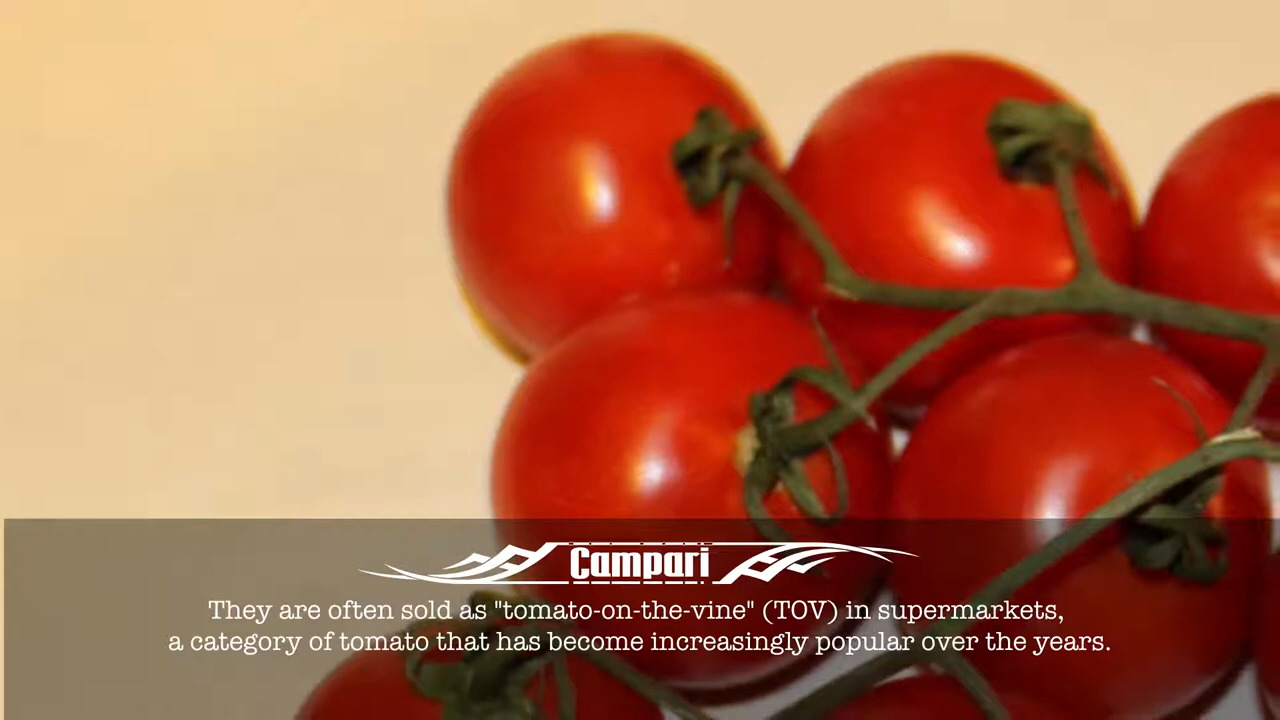 Campari
They are often sold as "tomato-on-the-vine" (TOV) in supermarkets,
a category of tomato that has become increasingly popular over the years.